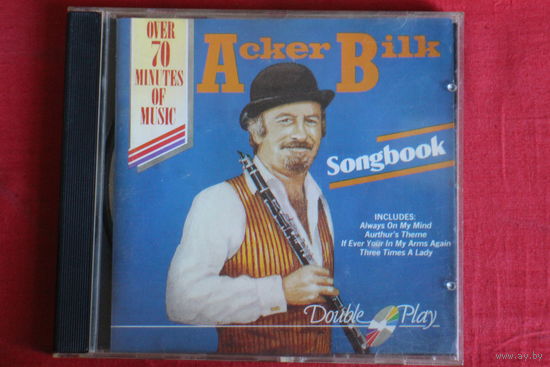 OVER
70
MINUTES
OF
MUSIC
Acker Bilk
Songbook
INCLUDES:
Always On My Mind
Aurthur's Theme
If Ever Your In My Arms Again
Three Times A Lady
Double Play
www.ay.by